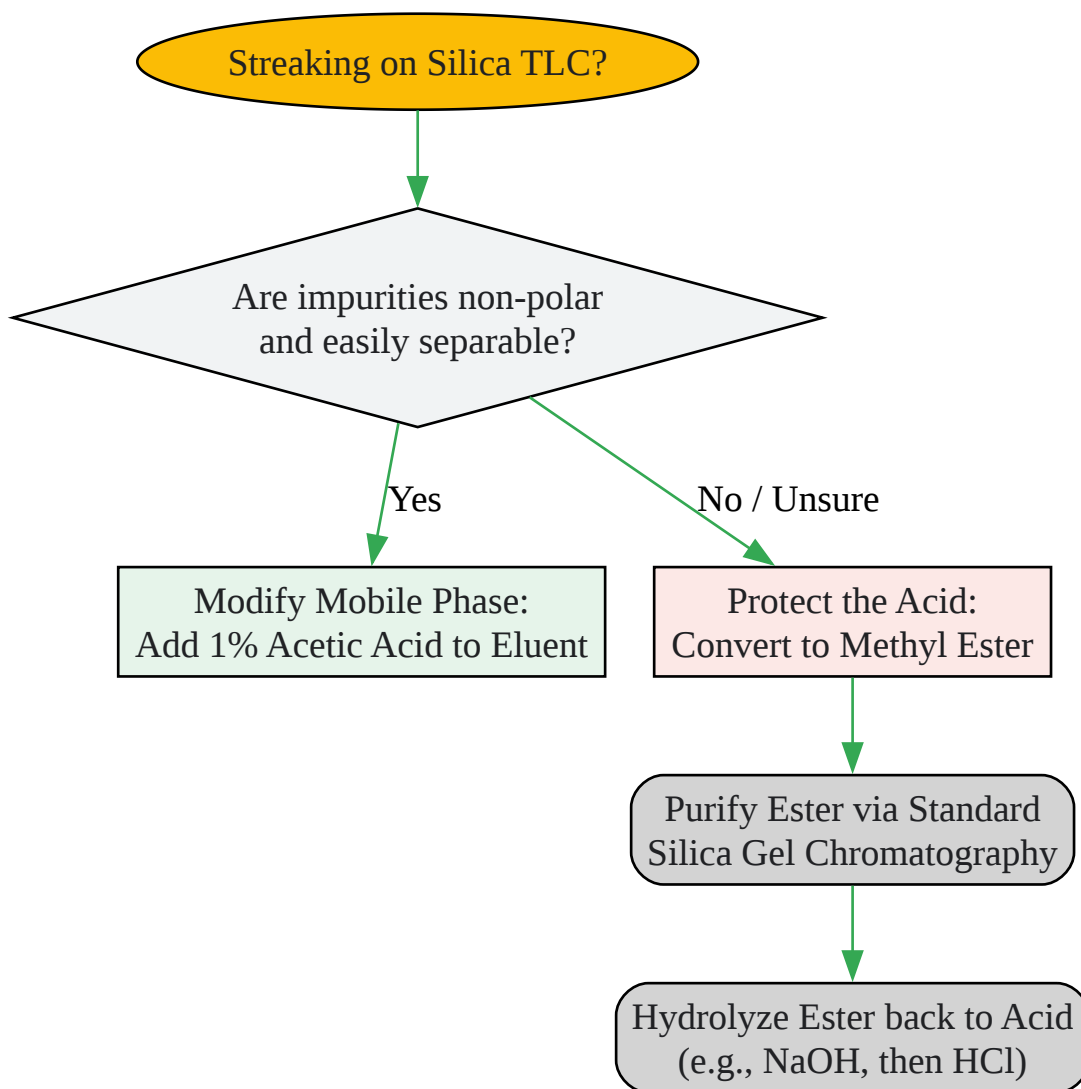 Streaking on Silica TLC?
Are impurities non-polar
and easily separable?
Yes
No / Unsure
Modify Mobile Phase:
Add 1% Acetic Acid to Eluent
Protect the Acid:
Convert to Methyl Ester
Purify Ester via Standard
Silica Gel Chromatography
Hydrolyze Ester back to Acid
(e.g., NaOH, then HCl)